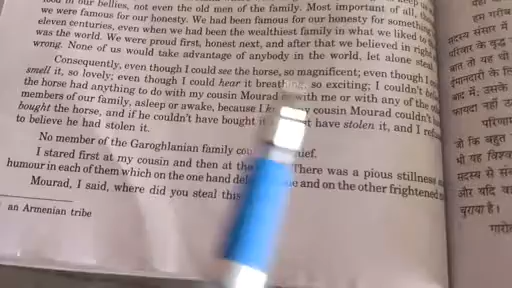 food in our bellies, not even the old men of the family. Most important of all,
we were famous for our honesty. We had been famous for our honesty for
eleven centuries, even when we had been the wealthiest family in what we liked to
was the world. We were proud first, honest next, and after that we believed in right
wrong. None of us would take advantage of anybody in the world, let alone steal
Consequently, even though I could see the horse, so magnificent; even though I
smell it, so lovely; even though I could hear it so exciting; I couldn't
the horse had anything to do with my cousin Mourad with me or with any of the
members of our family, asleep or awake, because I cousin Mourad couldn't
bought the horse, and if he couldn't have bought have stolen it, and I
to believe he had stolen it.
No member of the Garoghlanian family
I stared first at my cousin and then at the There was a pious stillness
humour in each of them which on the one hand and on the other frightened
Mourad, I said, where did you steal this
an Armenian tribe
हम गरीब
सदस्य संसार में
परिवार के वृद्ध
बात तो यह थी
ईमानदारी के लि
बाद में; उसके
फायदा नहीं उ
परिणाम
जो कि बहुत
भी यह विश्व
सदस्य से
और यदि वह
चुराया है।
गारो